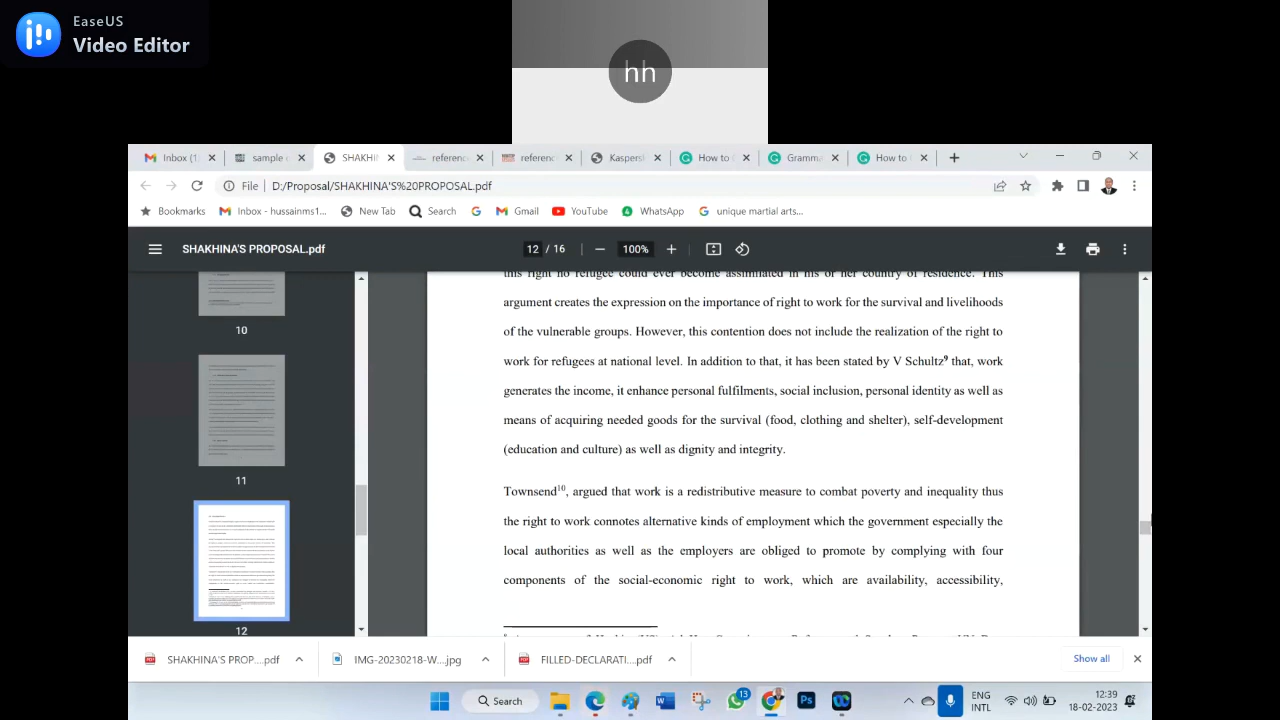 EaseUS
Video Editor
hh
Inbox (1
sample
SHAKHIN
referenc
referenc
Kaspersk
How to
Gramma
How to
File D:/Proposal/SHAKHINA'S%20PROPOSAL.pdf
Bookmarks Inbox - hussainms1... New Tab Search Gmail YouTube WhatsApp unique martial arts...
SHAKHINA'S PROPOSAL.pdf 12 / 16 100%
this right no refugee could ever become assimilated in his or her country of residence. This
argument creates the expression on the importance of right to work for the survival and livelihoods
of the vulnerable groups. However, this contention does not include the realization of the right to
work for refugees at national level. In addition to that, it has been stated by V Schultz⁹ that, work
generates the income, it enhance personal fulfilments, social inclusion, personal identity as well as
means of acquiring needed goods for the survival (food, clothing and shelter), self-development
(education and culture) as well as dignity and integrity.
Townsend¹⁰, argued that work is a redistributive measure to combat poverty and inequality thus
the right to work connotes alternative kinds of employment which the government especially the
local authorities as well as the employers are obliged to promote by complying with four
components of the social-economic right to work, which are availability, accessibility,
10
11
12
SHAKHINA'S PROP....pdf IMG-20230218-W....jpg FILLED-DECLARATI....pdf Show all
Search
13
ENG
INTL
12:39
18-02-2023